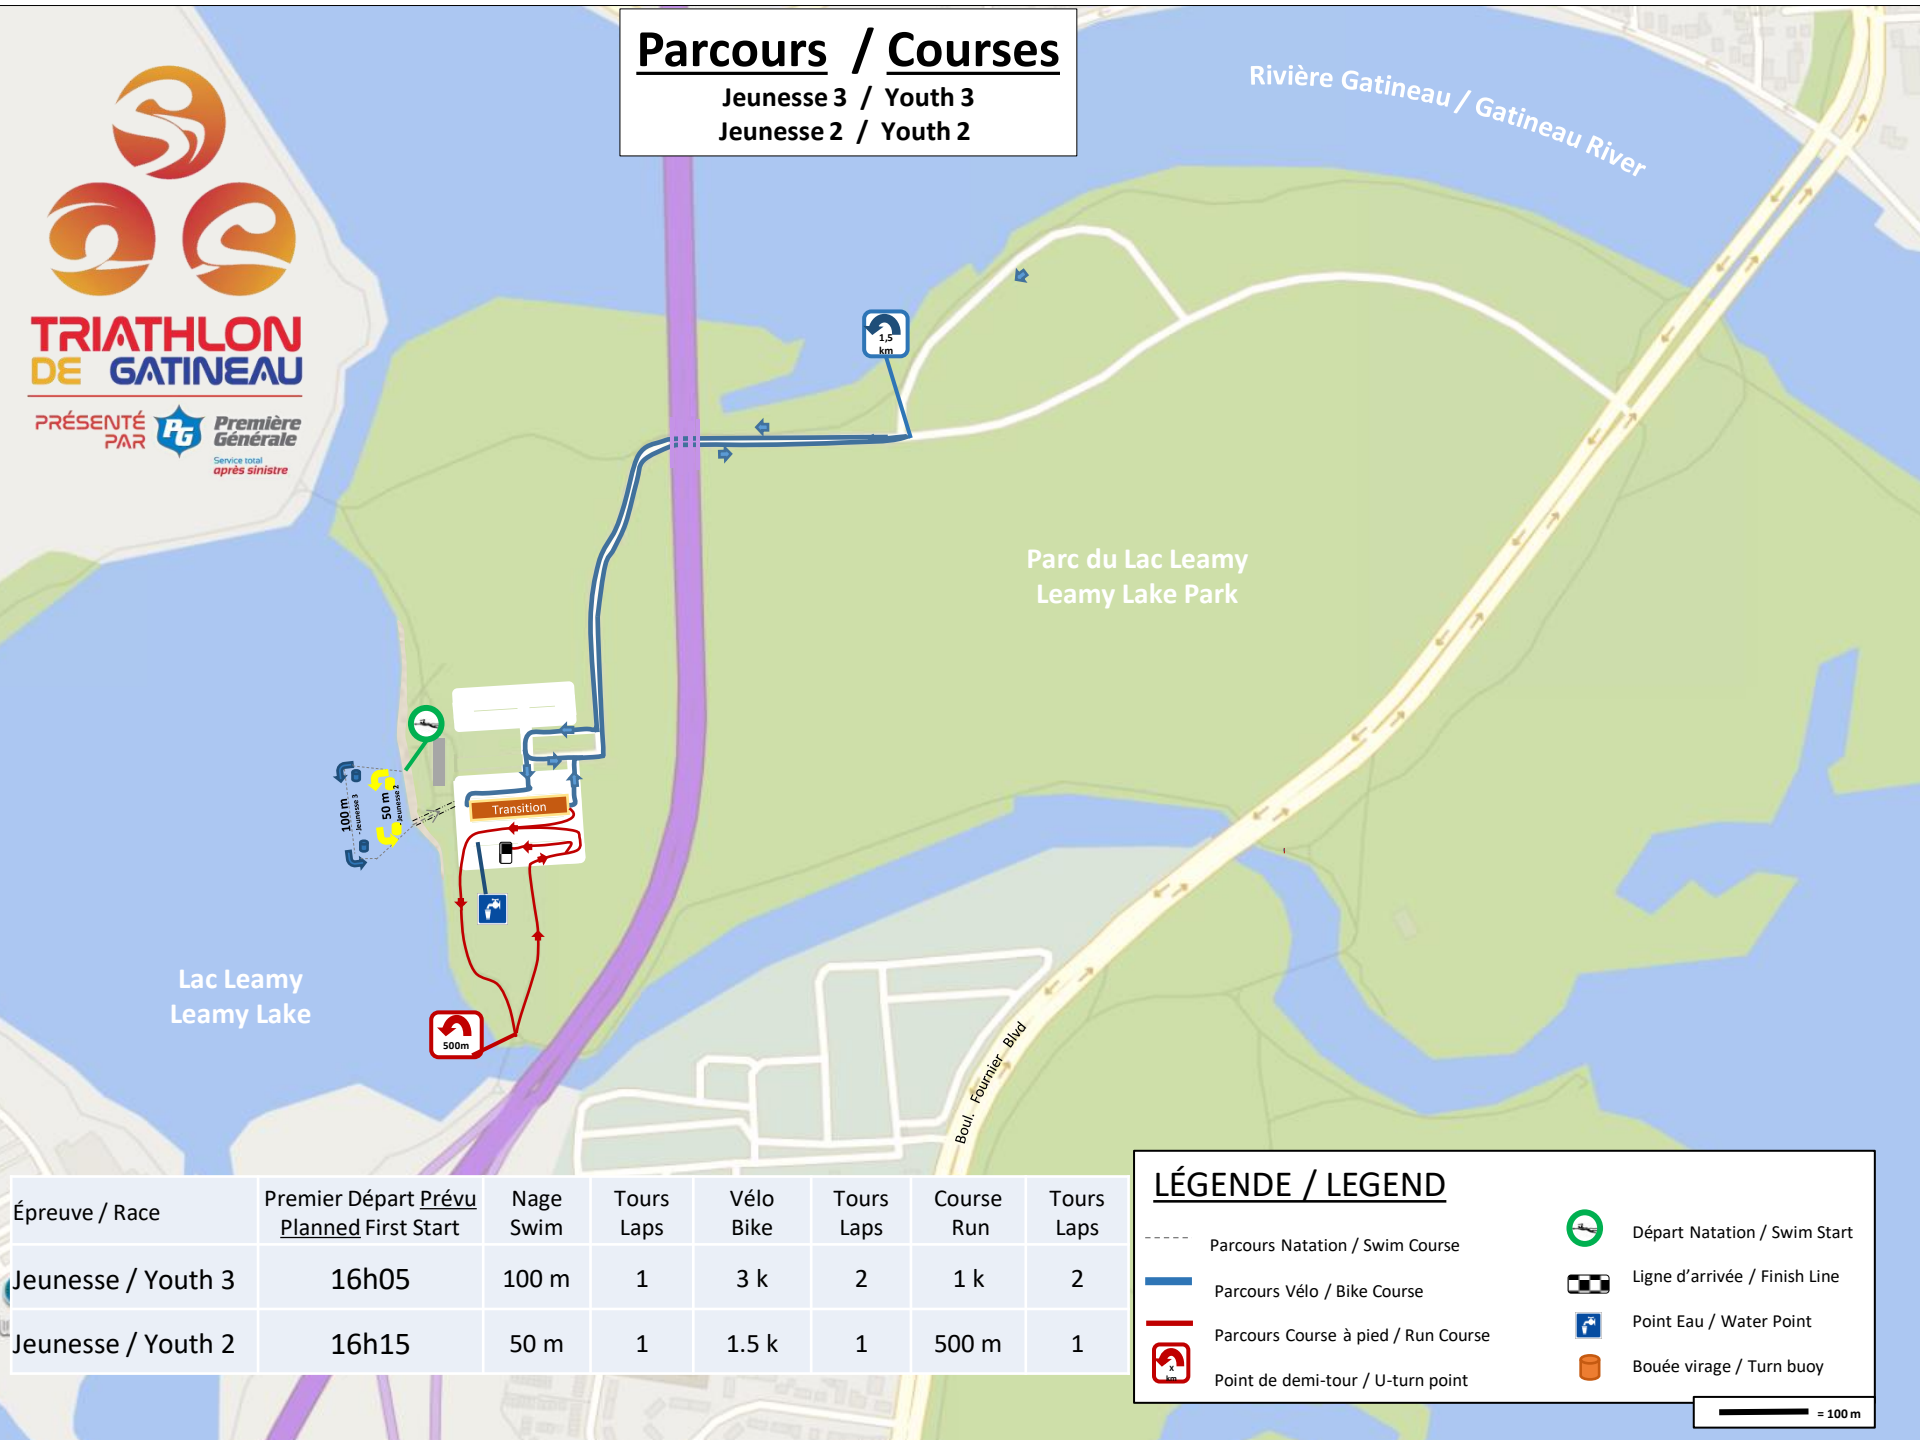 Parcours / Courses
Jeunesse 3 / Youth 3
Jeunesse 2 / Youth 2
Rivière Gatineau / Gatineau River
TRIATHLON
DE GATINEAU
PRÉSENTÉ
PAR
PG
Première
Générale
Service total
après sinistre
1,5
km
Parc du Lac Leamy
Leamy Lake Park
100 m
- Jeunesse 3
50 m
- Jeunesse 2
Transition
Lac Leamy
Leamy Lake
500m
Boul. Fournier Blvd
Épreuve / Race
Premier Départ Prévu
Planned First Start
Nage
Swim
Tours
Laps
Vélo
Bike
Tours
Laps
Course
Run
Tours
Laps
Jeunesse / Youth 3 16h05 100 m 1 3 k 2 1 k 2
Jeunesse / Youth 2 16h15 50 m 1 1.5 k 1 500 m 1
LÉGENDE / LEGEND
Parcours Natation / Swim Course
Parcours Vélo / Bike Course
Parcours Course à pied / Run Course
x
km
Point de demi-tour / U-turn point
Départ Natation / Swim Start
Ligne d'arrivée / Finish Line
Point Eau / Water Point
Bouée virage / Turn buoy
= 100 m